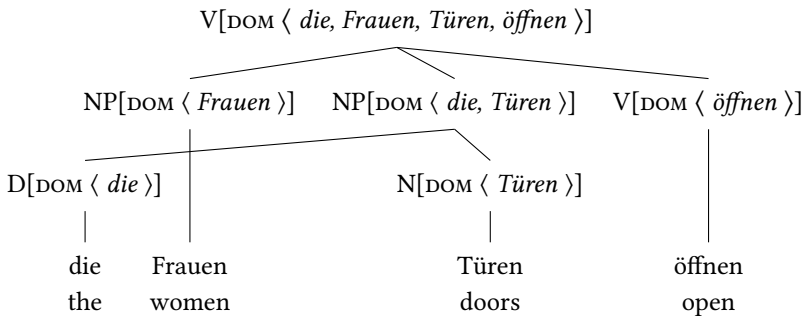 V[DOM ⟨ die, Frauen, Türen, öffnen ⟩]
NP[DOM ⟨ Frauen ⟩] NP[DOM ⟨ die, Türen ⟩] V[DOM ⟨ öffnen ⟩]
D[DOM ⟨ die ⟩] N[DOM ⟨ Türen ⟩]
die Frauen Türen öffnen
the women doors open